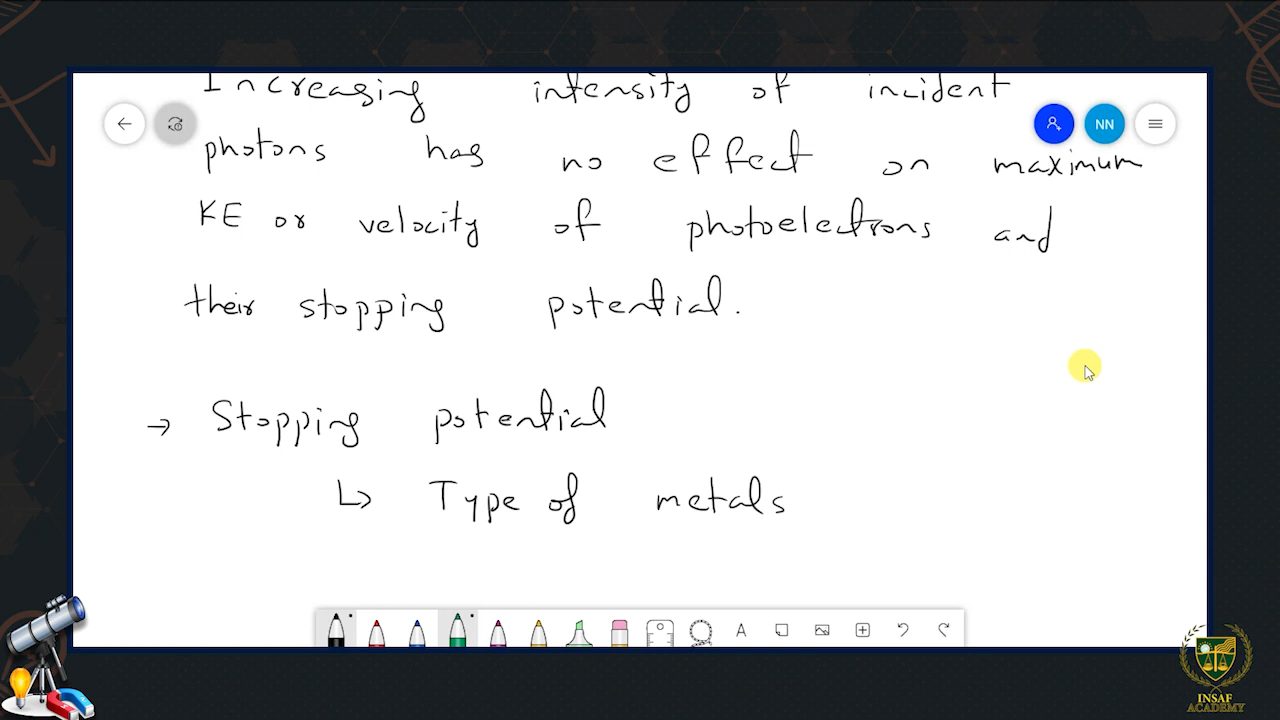 Increasing intensity of incident
photons has no effect on maximum
KE or velocity of photoelectrons and
their stopping potential.
→ Stopping potential
↳ Type of metals
NN
A
INSAF
ACADEMY